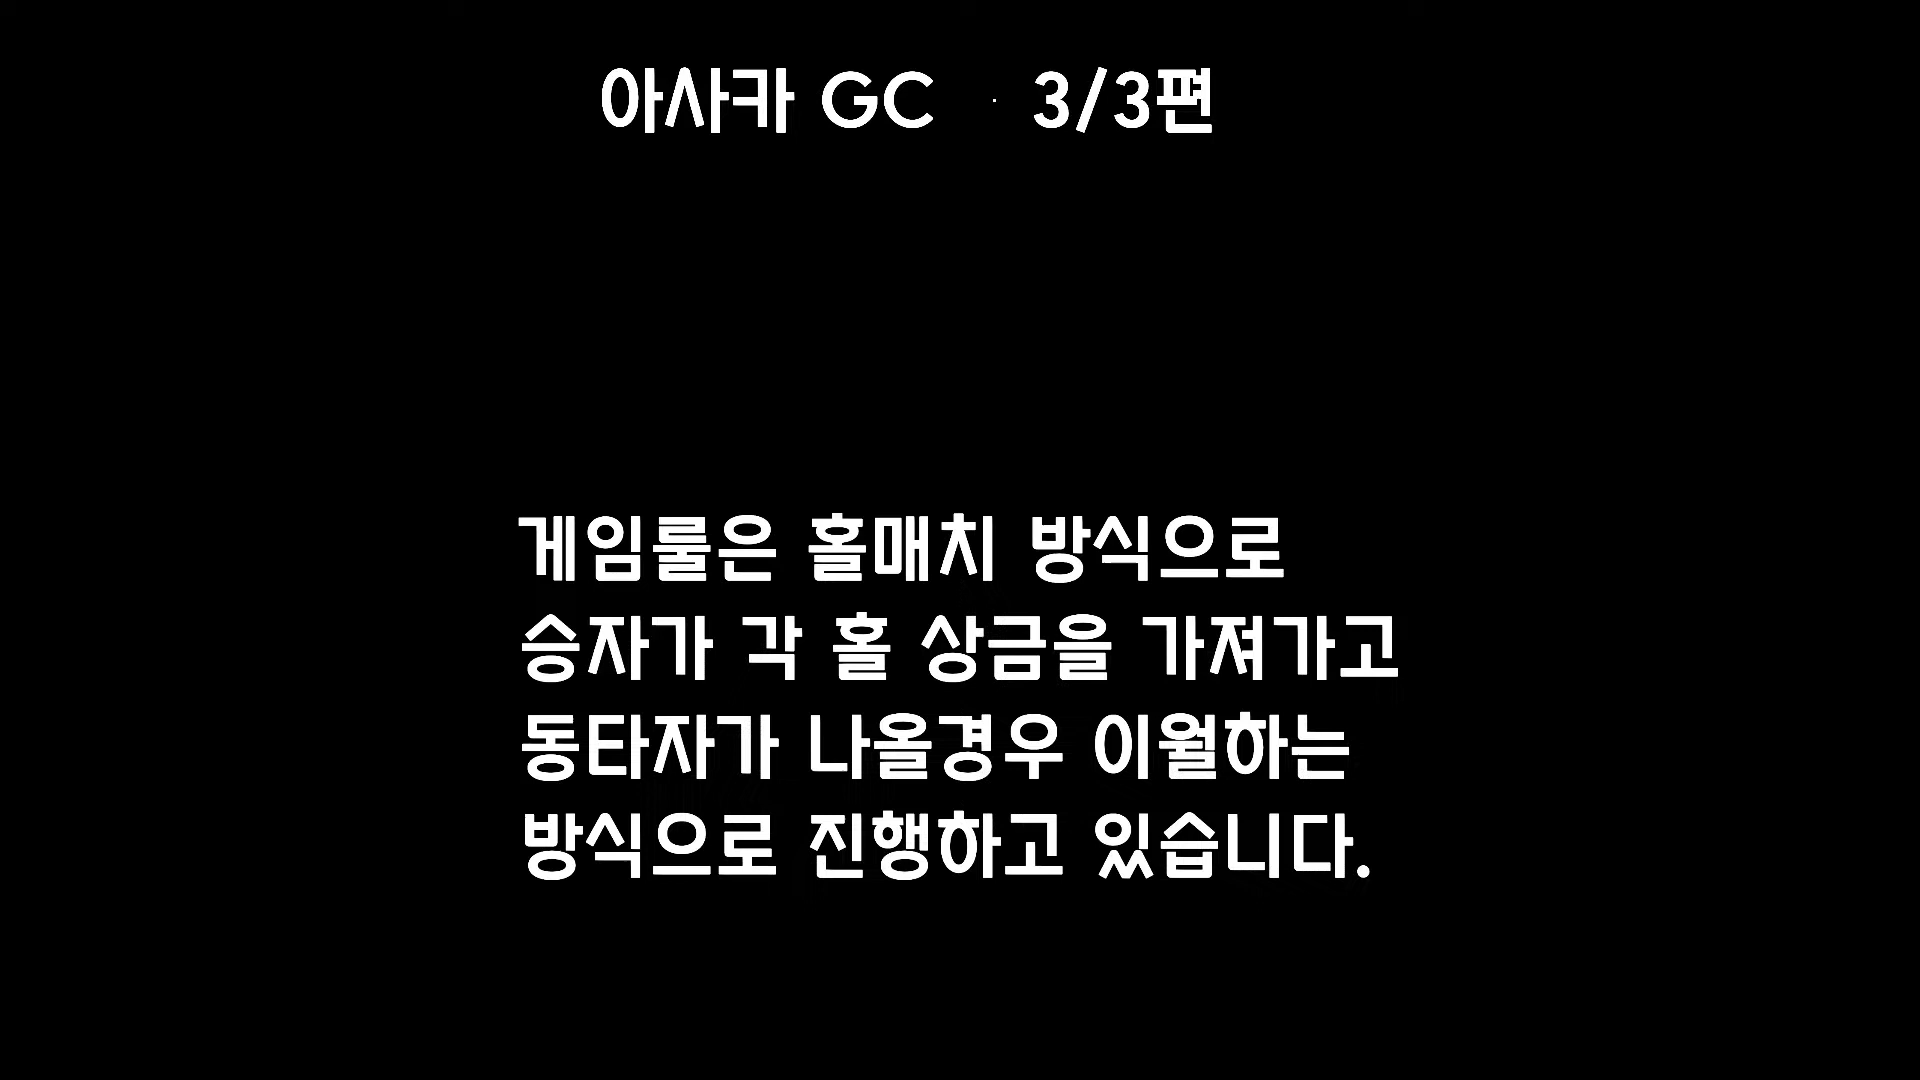 아사카 GC · 3/3편
게임룰은 홀매치 방식으로
승자가 각 홀 상금을 가져가고
동타자가 나올경우 이월하는
방식으로 진행하고 있습니다.